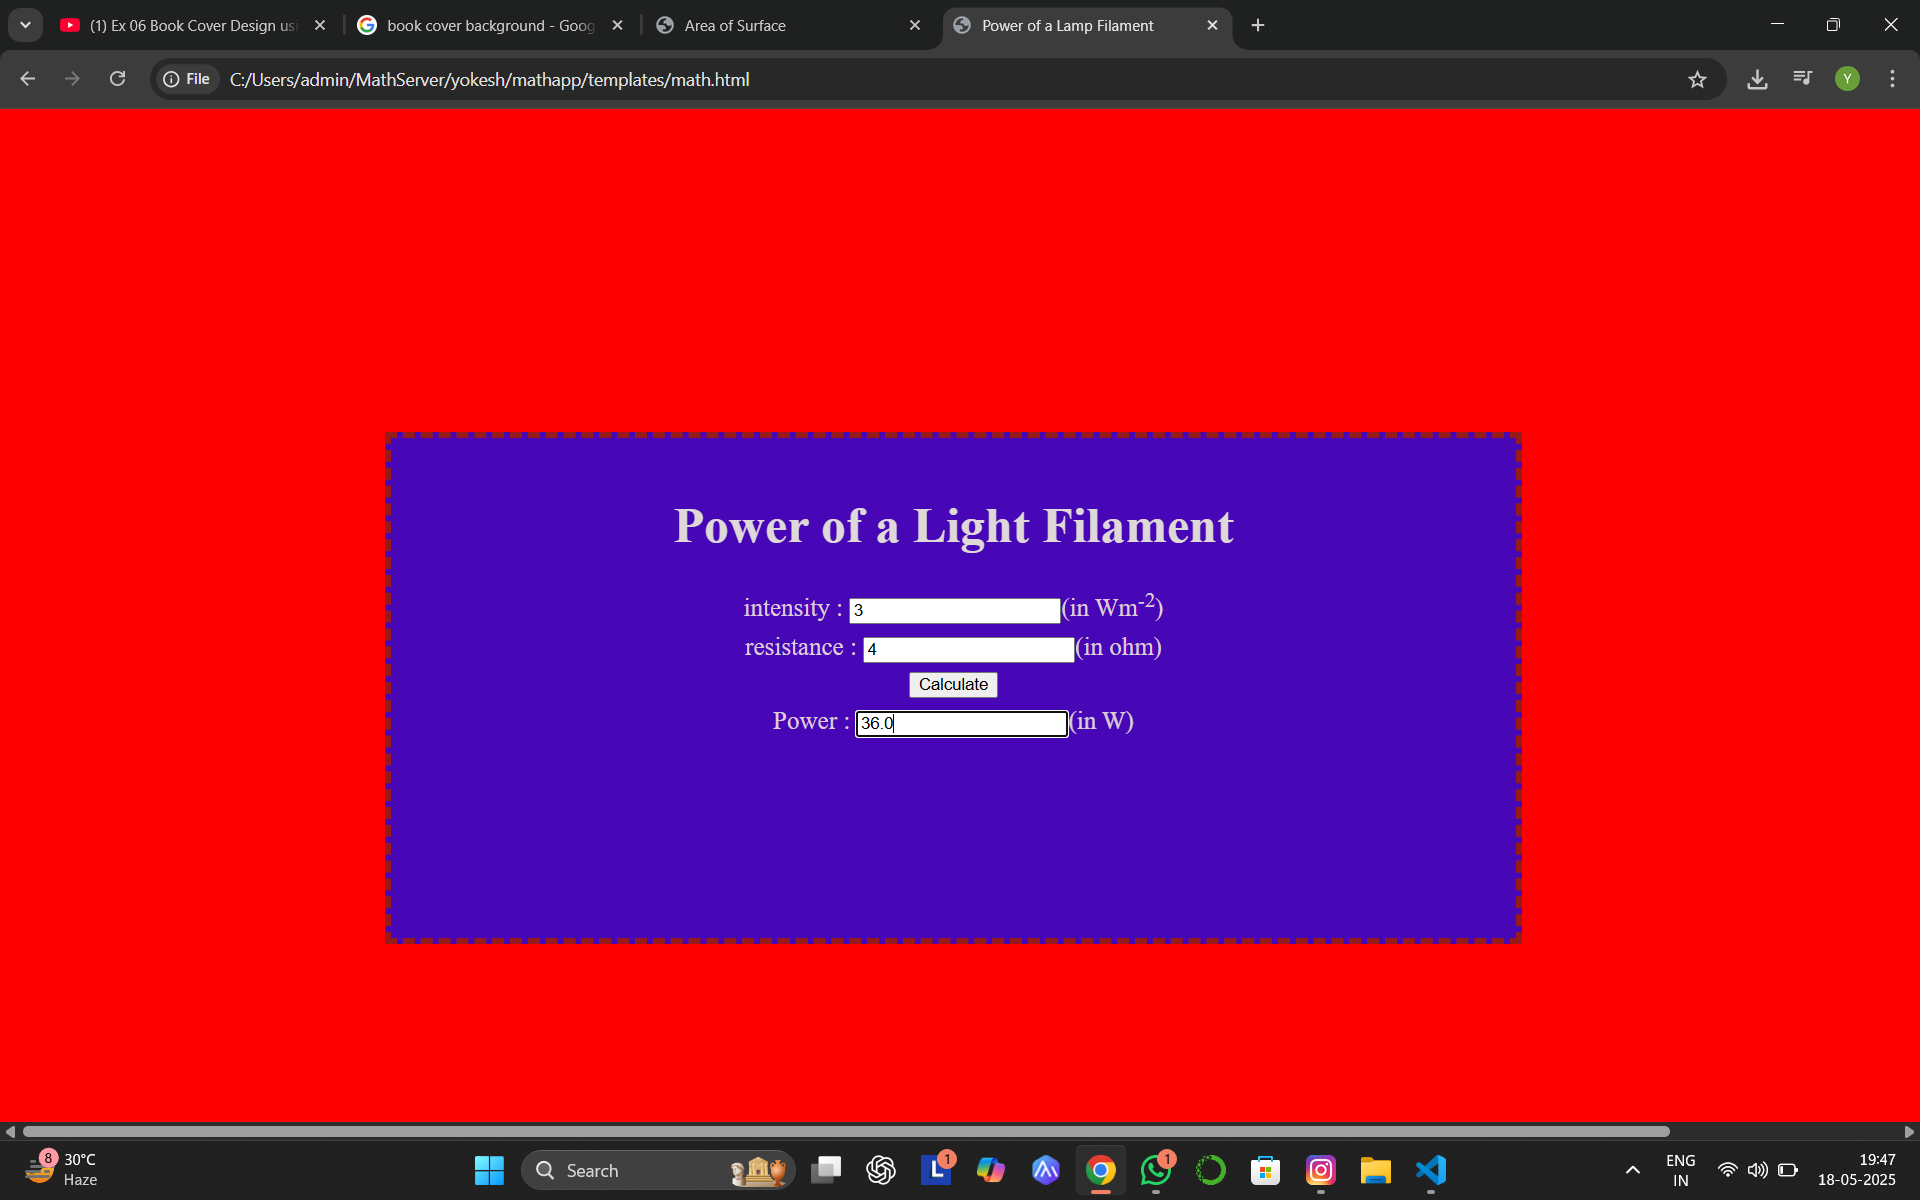 (1) Ex 06 Book Cover Design usi
book cover background - Goog
Area of Surface
Power of a Lamp Filament
File
C:/Users/admin/MathServer/yokesh/mathapp/templates/math.html
Y
Power of a Light Filament
intensity : 3 (in Wm-2)
resistance : 4 (in ohm)
Calculate
Power : 36.0 (in W)
8
30°C
Haze
Search
L
1
1
ENG
IN
19:47
18-05-2025